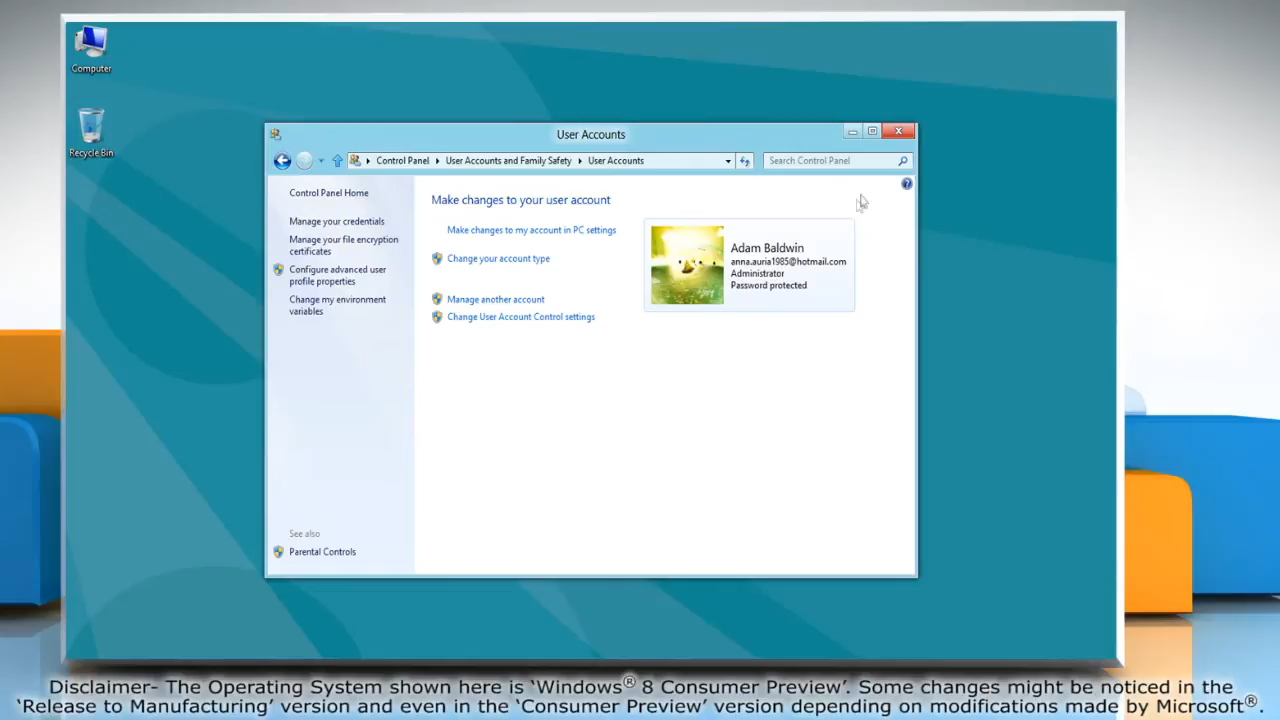 Computer
Recycle Bin
User Accounts
Control Panel
User Accounts and Family Safety
User Accounts
Search Control Panel
Control Panel Home
Manage your credentials
Manage your file encryption
certificates
Configure advanced user
profile properties
Change my environment
variables
See also
Parental Controls
Make changes to your user account
Make changes to my account in PC settings
Change your account type
Manage another account
Change User Account Control settings
Adam Baldwin
anna.auria1985@hotmail.com
Administrator
Password protected
Disclaimer- The Operating System shown here is ‘Windows® 8 Consumer Preview’. Some changes might be noticed in the
‘Release to Manufacturing’ version and even in the ‘Consumer Preview’ version depending on modifications made by Microsoft®.